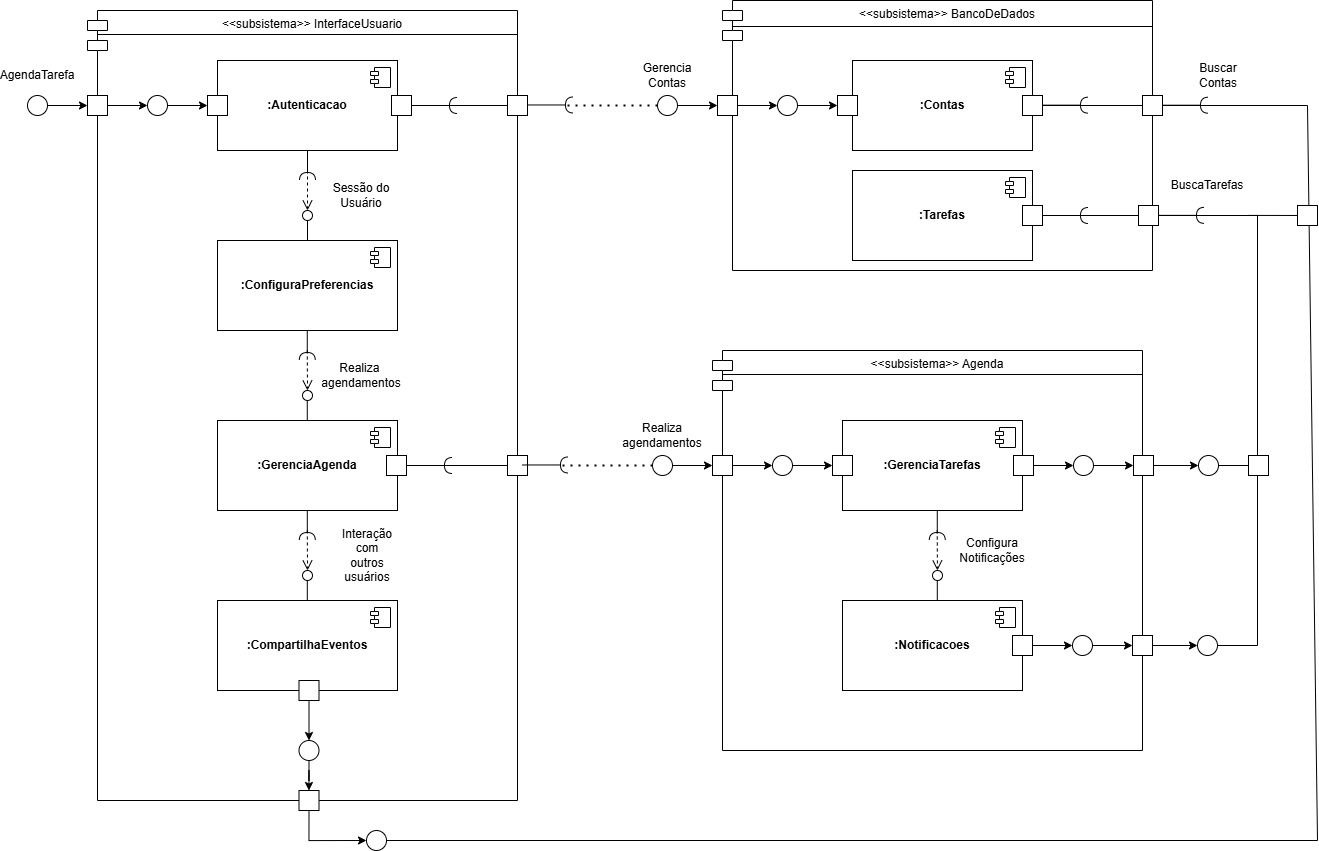 <<subsistema>> InterfaceUsuario
<<subsistema>> BancoDeDados
AgendaTarefa
:Autenticacao
Gerencia
Contas
:Contas
Buscar
Contas
Sessão do
Usuário
:Tarefas
BuscaTarefas
:ConfiguraPreferencias
Realiza
agendamentos
<<subsistema>> Agenda
:GerenciaAgenda
Realiza
agendamentos
:GerenciaTarefas
Interação
com
outros
usuários
Configura
Notificações
:CompartilhaEventos
:Notificacoes